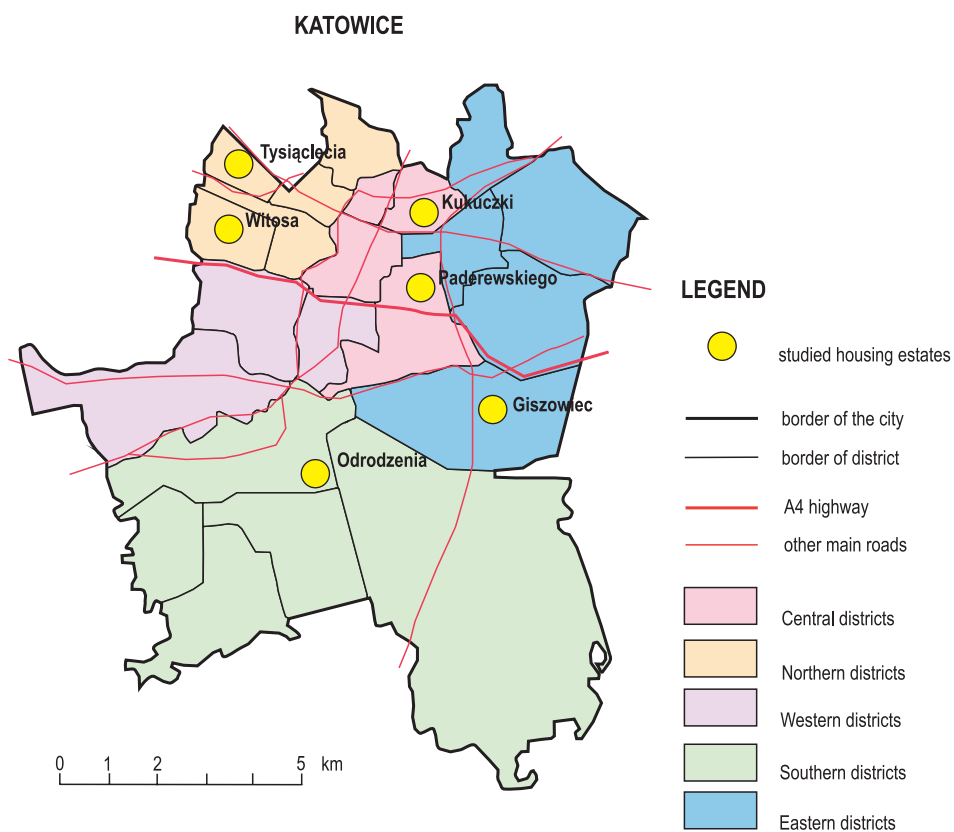 KATOWICE
Tysiąclecia
Kukuczki
Witosa
Paderewskiego
LEGEND
studied housing estates
Giszowiec
border of the city
border of district
Odrodzenia
A4 highway
other main roads
Central districts
Northern districts
Western districts
0 1 2 5 km
Southern districts
Eastern districts